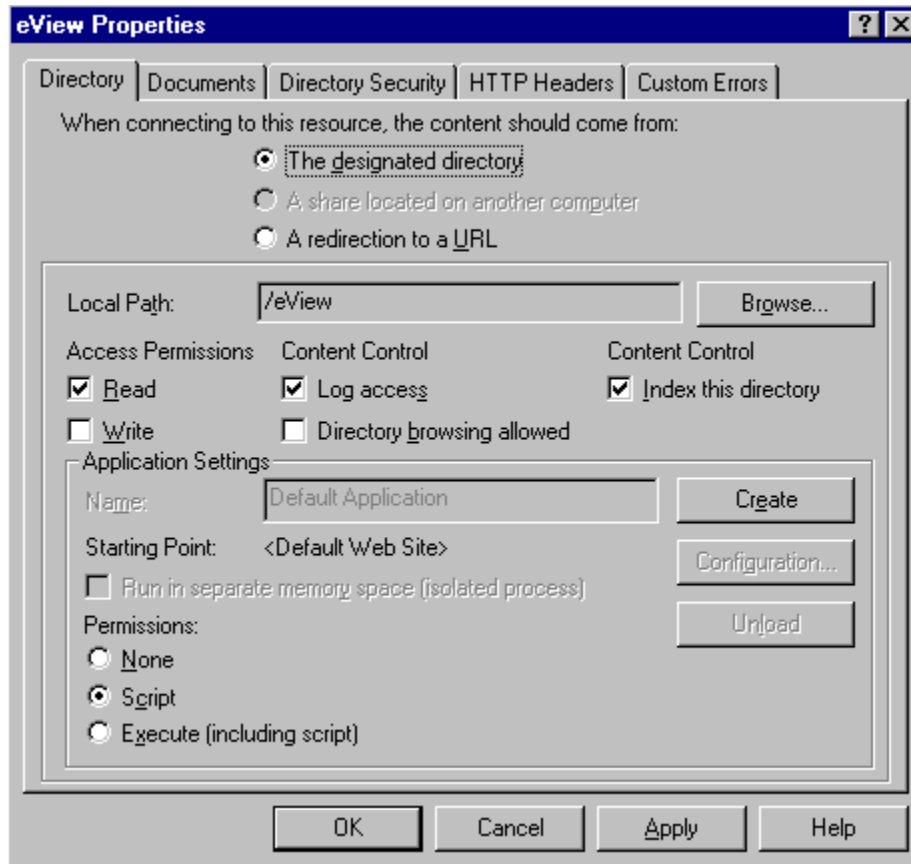 eView Properties
Directory Documents Directory Security HTTP Headers Custom Errors
When connecting to this resource, the content should come from:
The designated directory
A share located on another computer
A redirection to a URL
Local Path: /eView Browse...
Access Permissions Content Control Content Control
Read Log access Index this directory
Write Directory browsing allowed
Application Settings
Name: Default Application Create
Starting Point: <Default Web Site> Configuration...
Run in separate memory space (isolated process)
Unload
Permissions:
None
Script
Execute (including script)
OK Cancel Apply Help